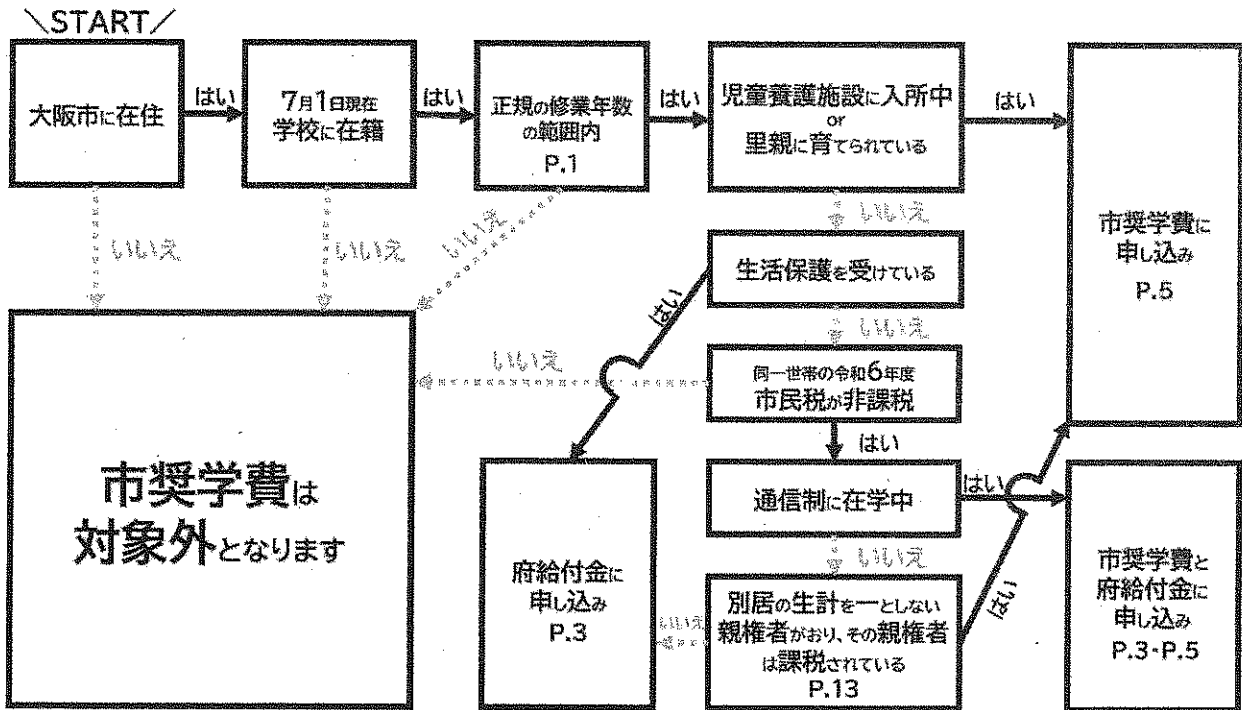 ＼START／
大阪市に在住
はい
7月1日現在
学校に在籍
はい
正規の修業年数
の範囲内
P.1
はい
児童養護施設に入所中
or
里親に育てられている
はい
市奨学費に
申し込み
P.5
いいえ
いいえ
いいえ
いいえ
生活保護を受けている
はい
いいえ
同一世帯の令和6年度
市民税が非課税
いいえ
はい
市奨学費は
対象外となります
府給付金に
申し込み
P.3
通信制に在学中
はい
いいえ
別居の生計を一としない
親権者がおり、その親権者
は課税されている
P.13
いいえ
はい
市奨学費と
府給付金に
申し込み
P.3・P.5